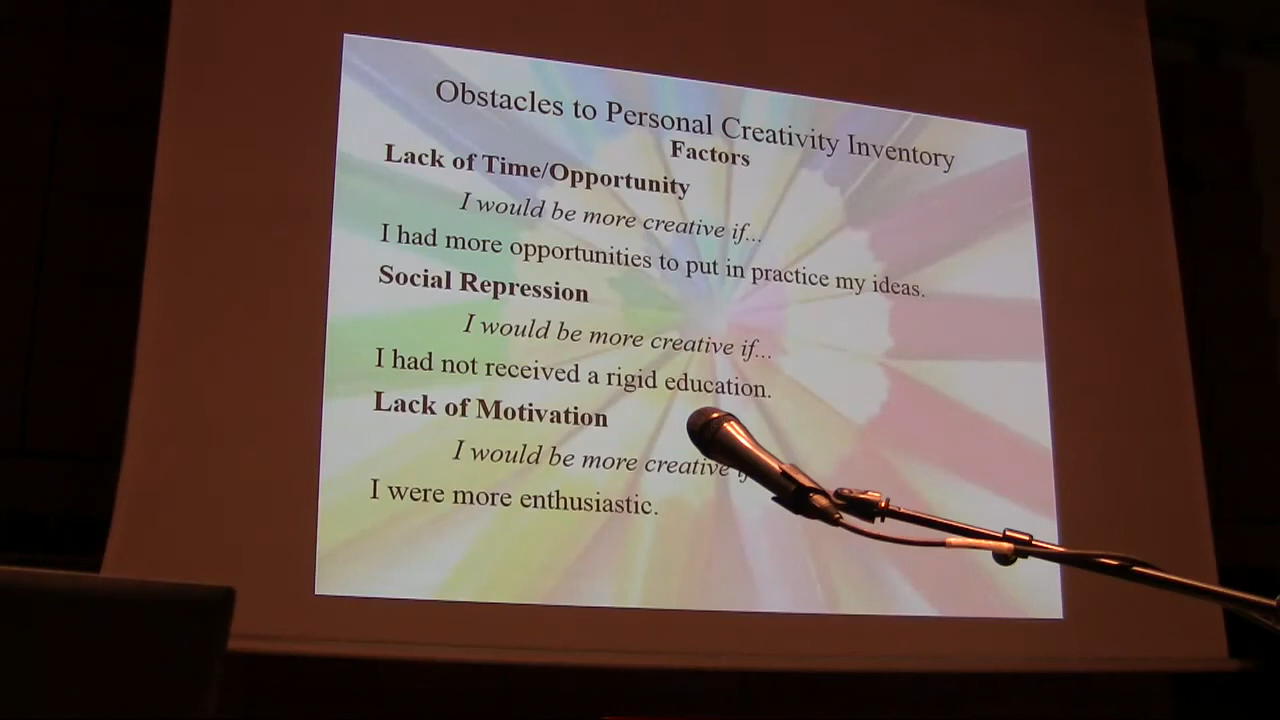 Obstacles to Personal Creativity Inventory
Factors
Lack of Time/Opportunity
I would be more creative if...
I had more opportunities to put in practice my ideas.
Social Repression
I would be more creative if...
I had not received a rigid education.
Lack of Motivation
I would be more creative
I were more enthusiastic.